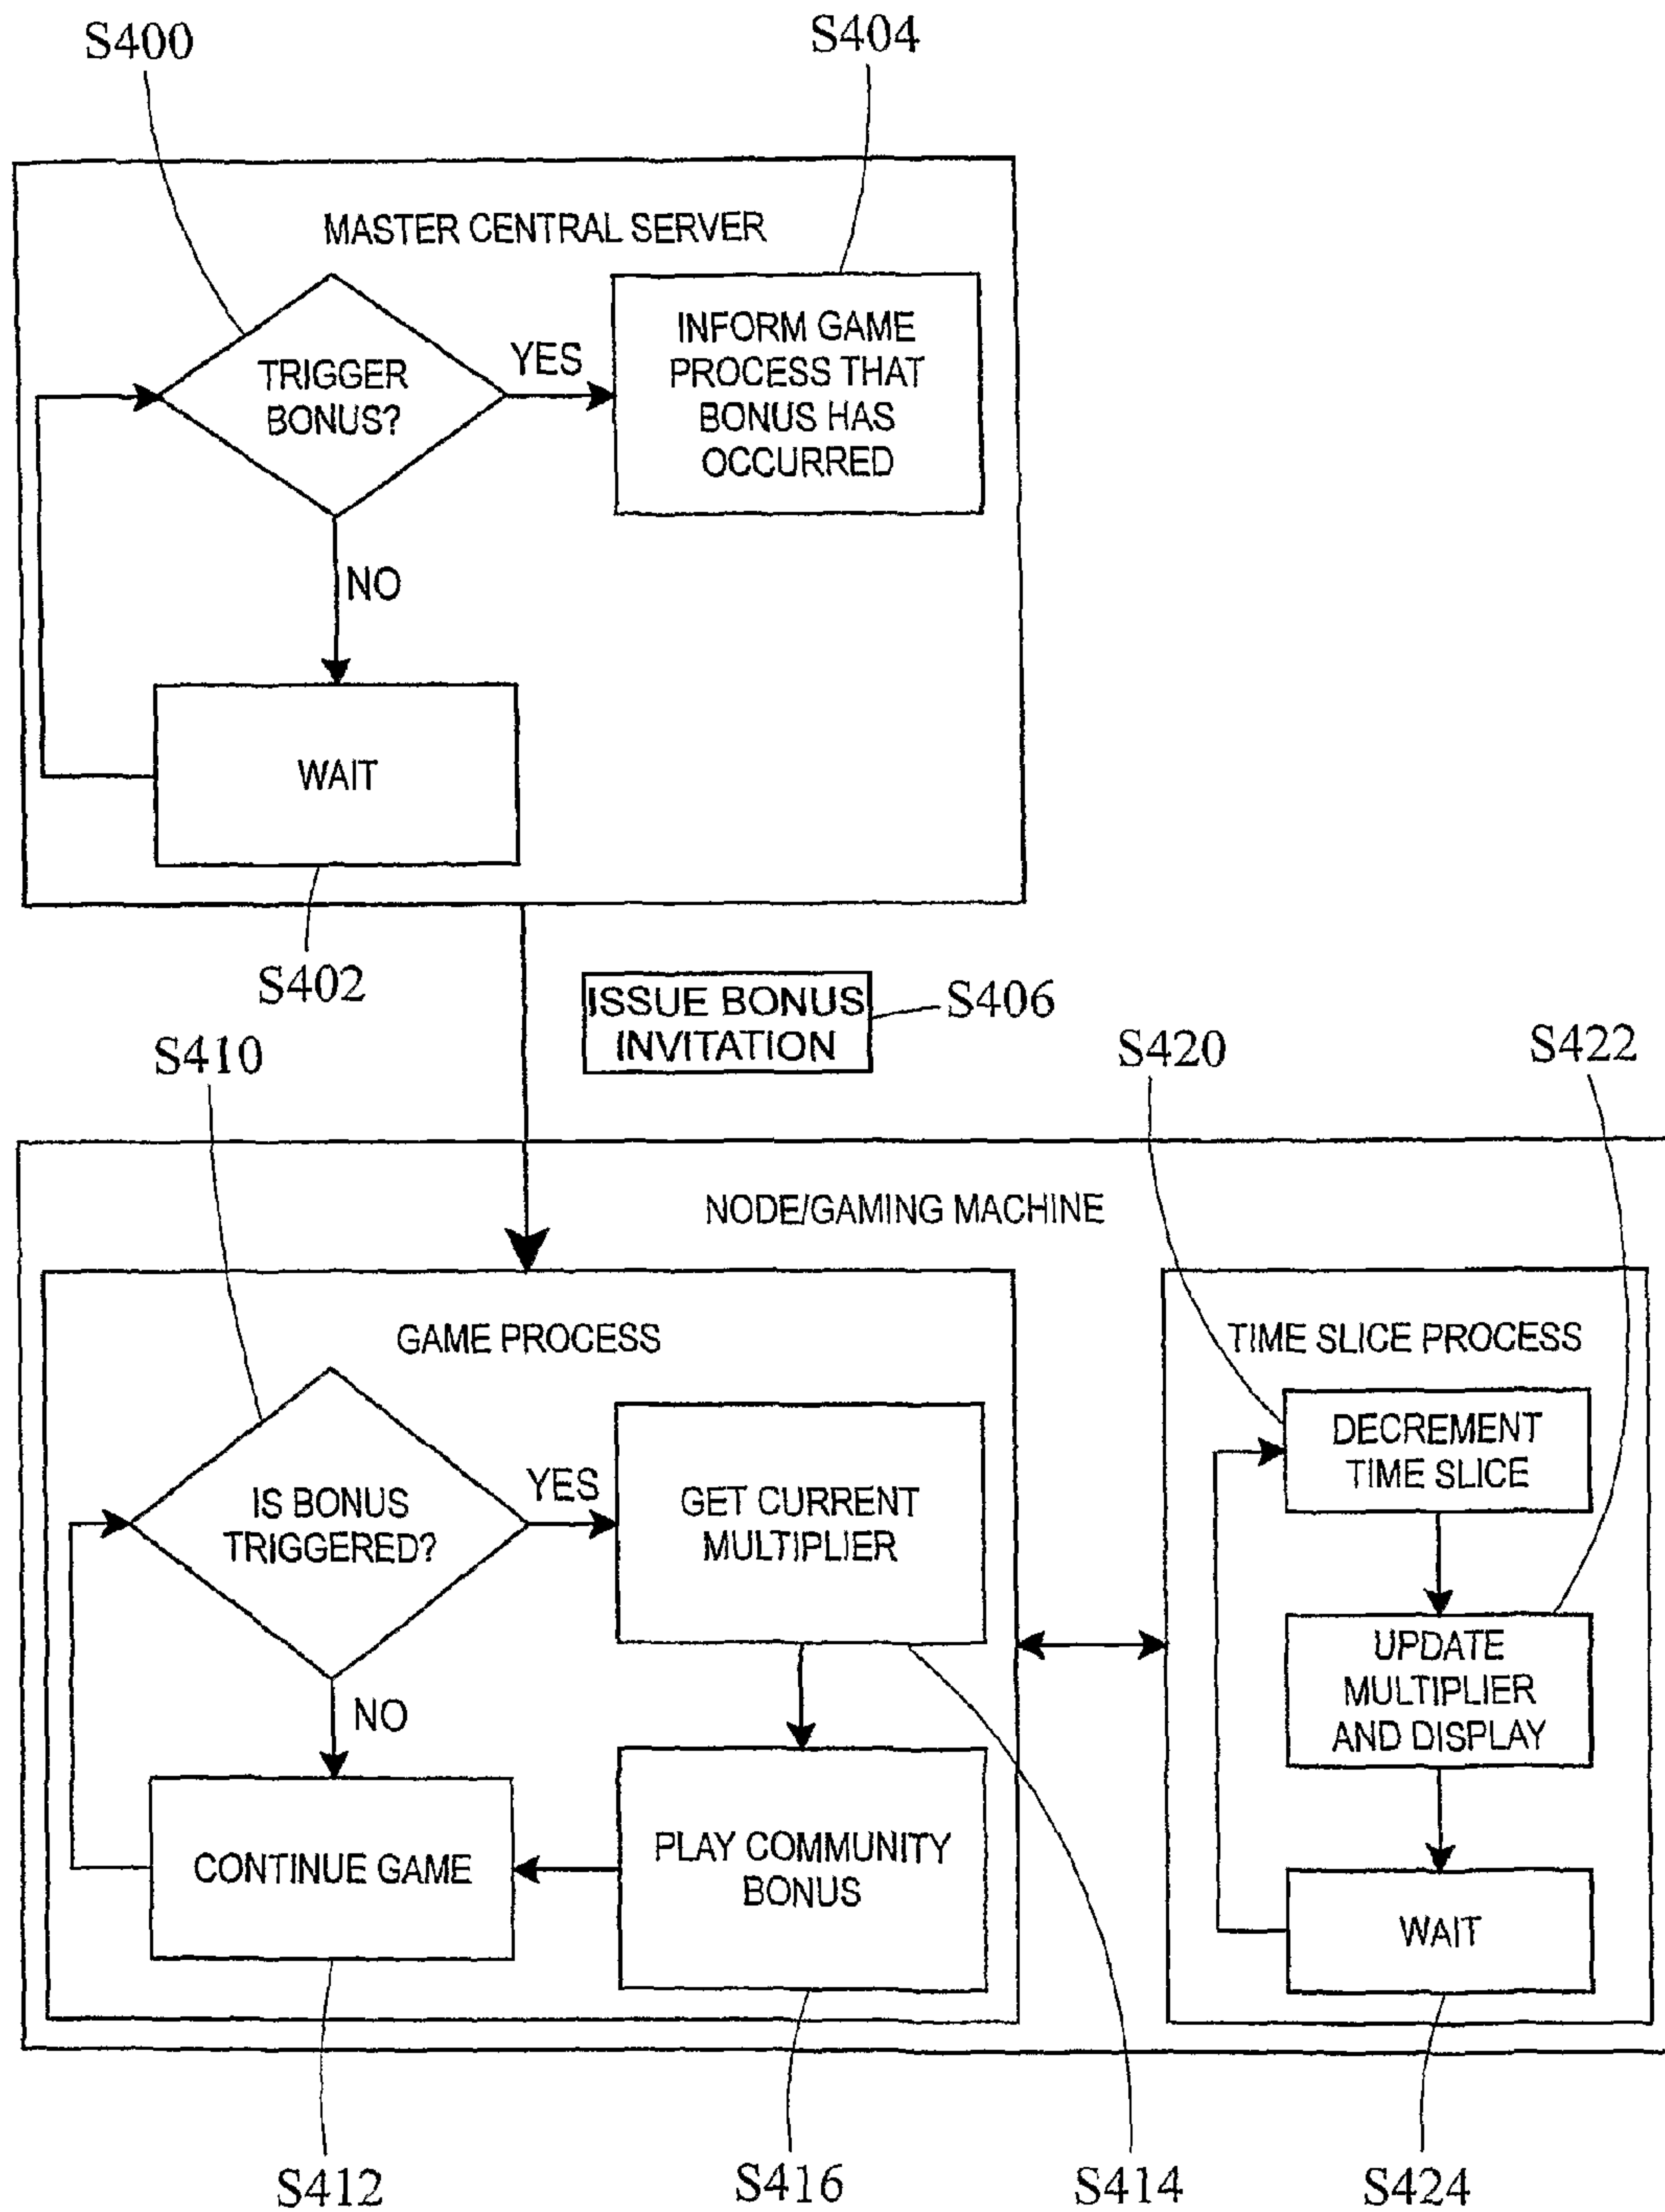 S400
S404
MASTER CENTRAL SERVER
TRIGGER
BONUS?
YES
INFORM GAME
PROCESS THAT
BONUS HAS
OCCURRED
NO
WAIT
S402
ISSUE BONUS
INVITATION
S406
S410
S420
S422
NODE/GAMING MACHINE
GAME PROCESS
IS BONUS
TRIGGERED?
YES
GET CURRENT
MULTIPLIER
NO
CONTINUE GAME
PLAY COMMUNITY
BONUS
TIME SLICE PROCESS
DECREMENT
TIME SLICE
UPDATE
MULTIPLIER
AND DISPLAY
WAIT
S412
S416
S414
S424